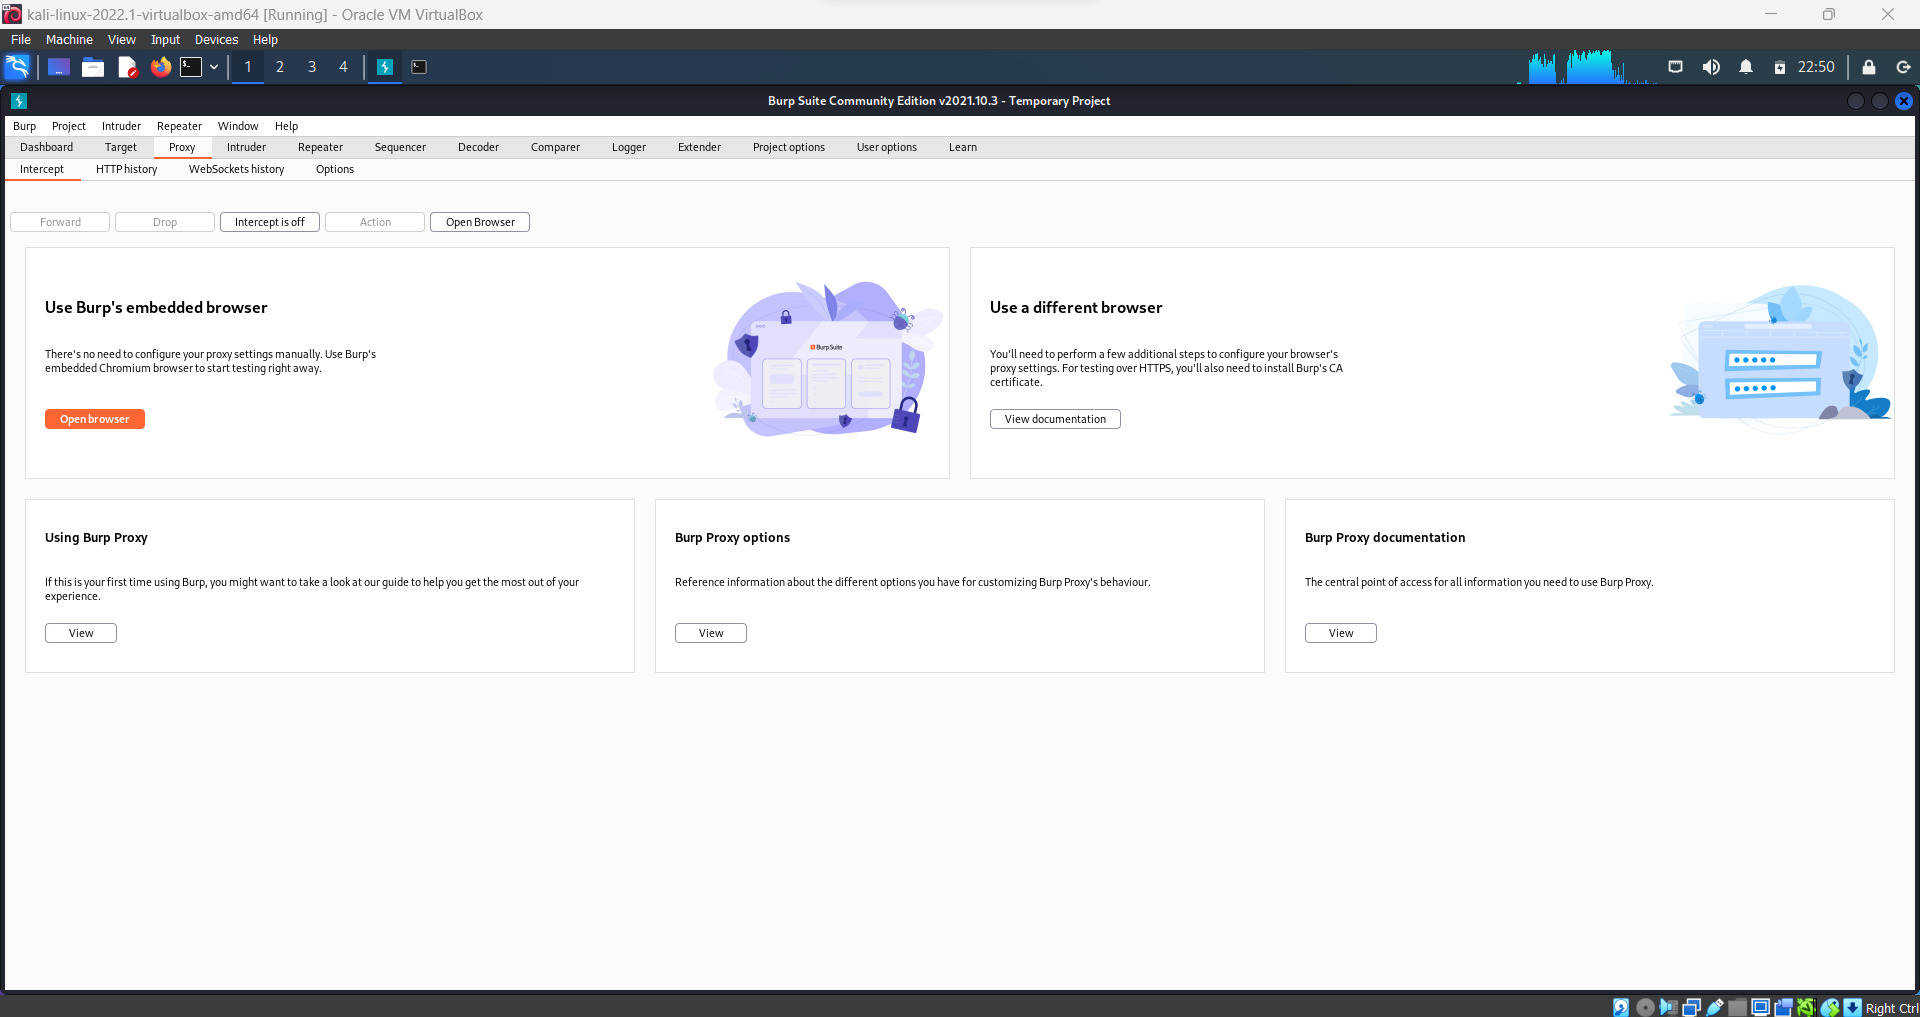 kali-linux-2022.1-virtualbox-amd64 [Running] - Oracle VM VirtualBox
File Machine View Input Devices Help
1 2 3 4 22:50
Burp Suite Community Edition v2021.10.3 - Temporary Project
Burp Project Intruder Repeater Window Help
Dashboard Target Proxy Intruder Repeater Sequencer Decoder Comparer Logger Extender Project options User options Learn
Intercept HTTP history WebSockets history Options
Forward Drop Intercept is off Action Open Browser
Use Burp's embedded browser
There's no need to configure your proxy settings manually. Use Burp's
embedded Chromium browser to start testing right away.
Open browser
BurpSuite
Use a different browser
You'll need to perform a few additional steps to configure your browser's
proxy settings. For testing over HTTPS, you'll also need to install Burp's CA
certificate.
View documentation
Using Burp Proxy
If this is your first time using Burp, you might want to take a look at our guide to help you get the most out of your
experience.
View
Burp Proxy options
Reference information about the different options you have for customizing Burp Proxy's behaviour.
View
Burp Proxy documentation
The central point of access for all information you need to use Burp Proxy.
View
Right Ctrl